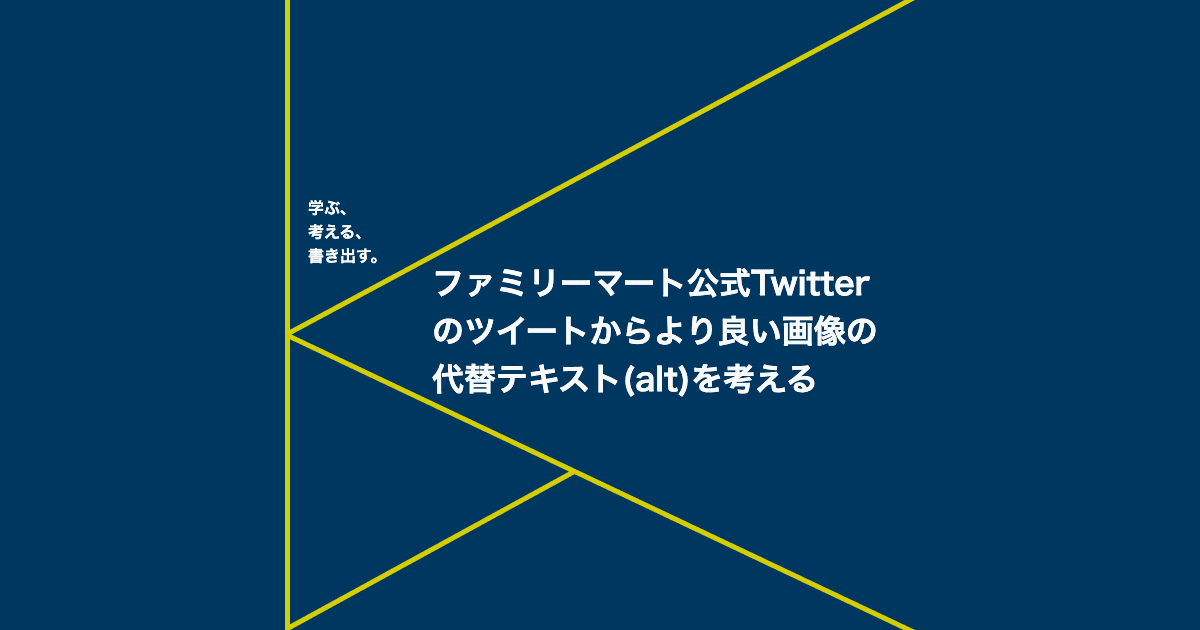 学ぶ、
考える、
書き出す。
ファミリーマート公式Twitter
のツイートからより良い画像の
代替テキスト(alt)を考える